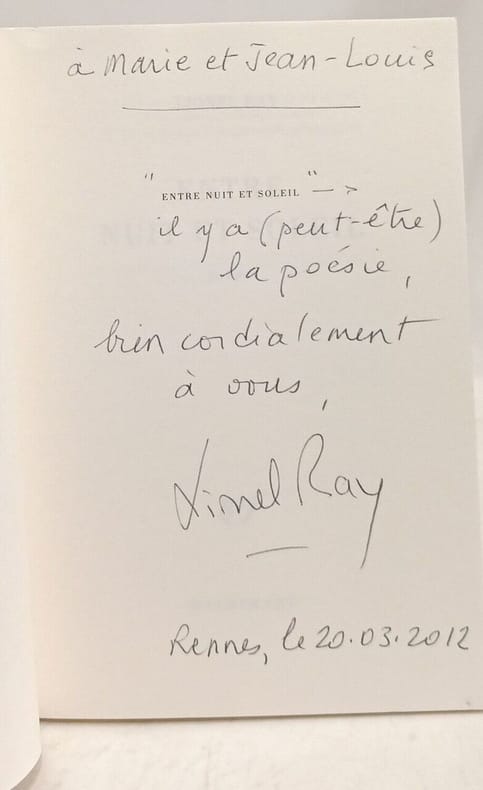 à Marie et Jean-Louis
" ENTRE NUIT ET SOLEIL " — >
il y a (peut-être)
la poésie,
bien cordialement
à vous,
Lionel Ray
Rennes, le 20.03.2012